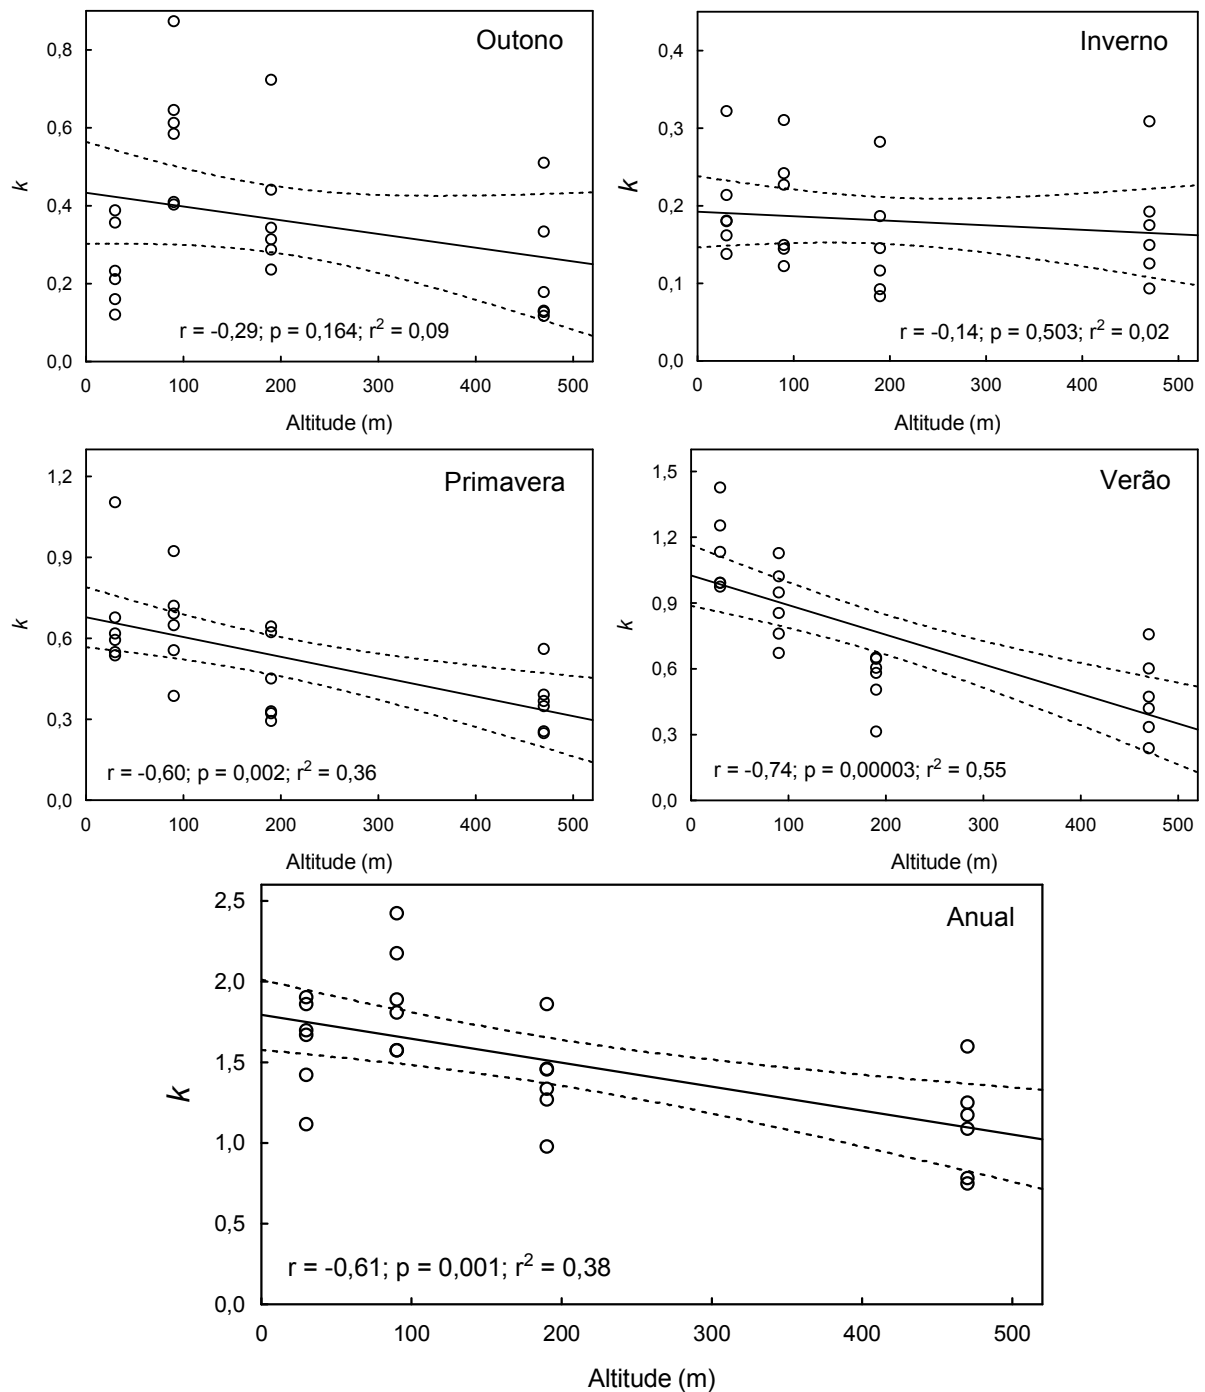 Outono
0,8
0,6
0,4
0,2
0,0
k
r = -0,29; p = 0,164; r² = 0,09
0 100 200 300 400 500
Altitude (m)
Inverno
0,4
0,3
0,2
0,1
0,0
k
r = -0,14; p = 0,503; r² = 0,02
0 100 200 300 400 500
Altitude (m)
Primavera
1,2
0,9
0,6
0,3
0,0
k
r = -0,60; p = 0,002; r² = 0,36
0 100 200 300 400 500
Altitude (m)
Verão
1,5
1,2
0,9
0,6
0,3
0,0
k
r = -0,74; p = 0,00003; r² = 0,55
0 100 200 300 400 500
Altitude (m)
Anual
2,5
2,0
1,5
1,0
0,5
0,0
k
r = -0,61; p = 0,001; r² = 0,38
0 100 200 300 400 500
Altitude (m)